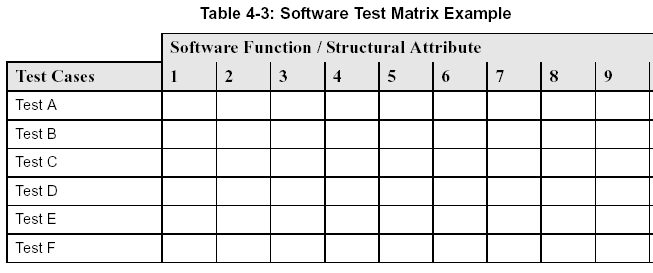 Table 4-3: Software Test Matrix Example
Software Function / Structural Attribute
Test Cases 1 2 3 4 5 6 7 8 9
Test A
Test B
Test C
Test D
Test E
Test F